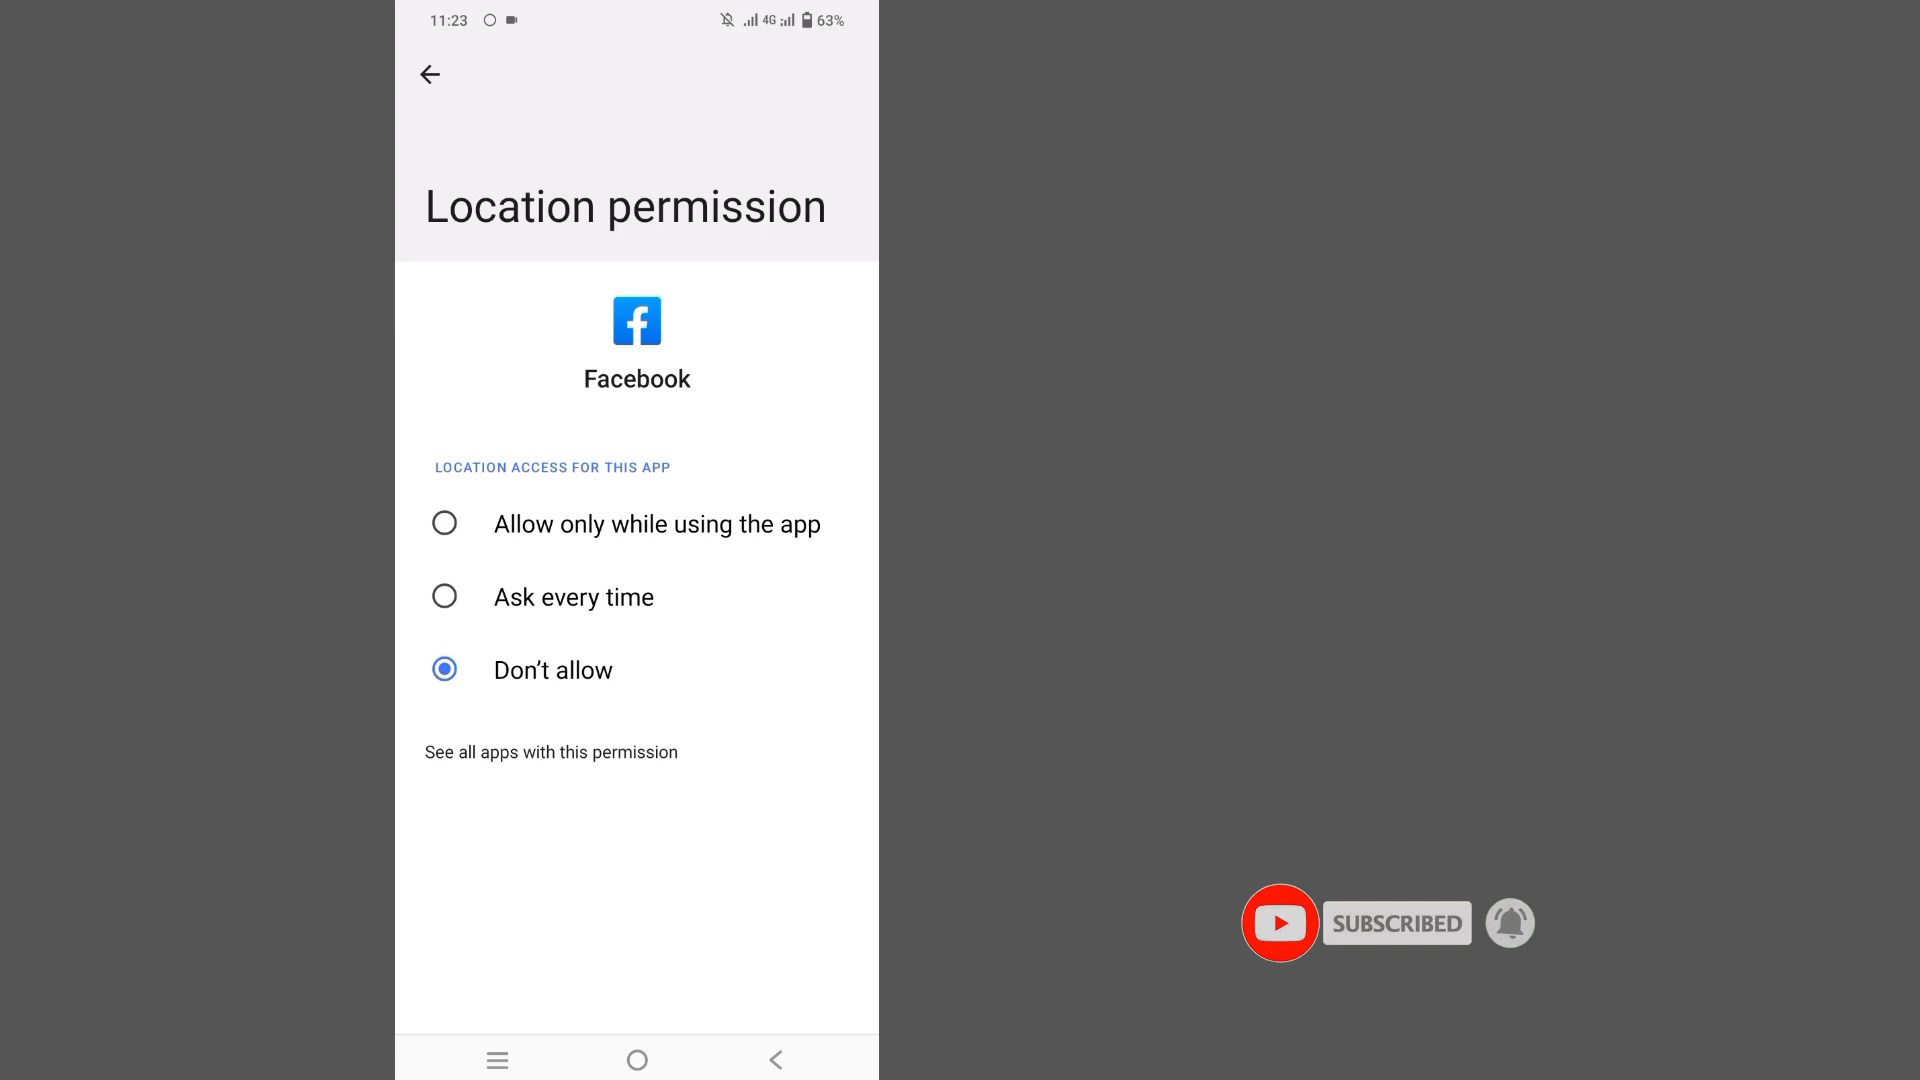 11:23 4G 63%
Location permission
Facebook
LOCATION ACCESS FOR THIS APP
Allow only while using the app
Ask every time
Don’t allow
See all apps with this permission
SUBSCRIBED